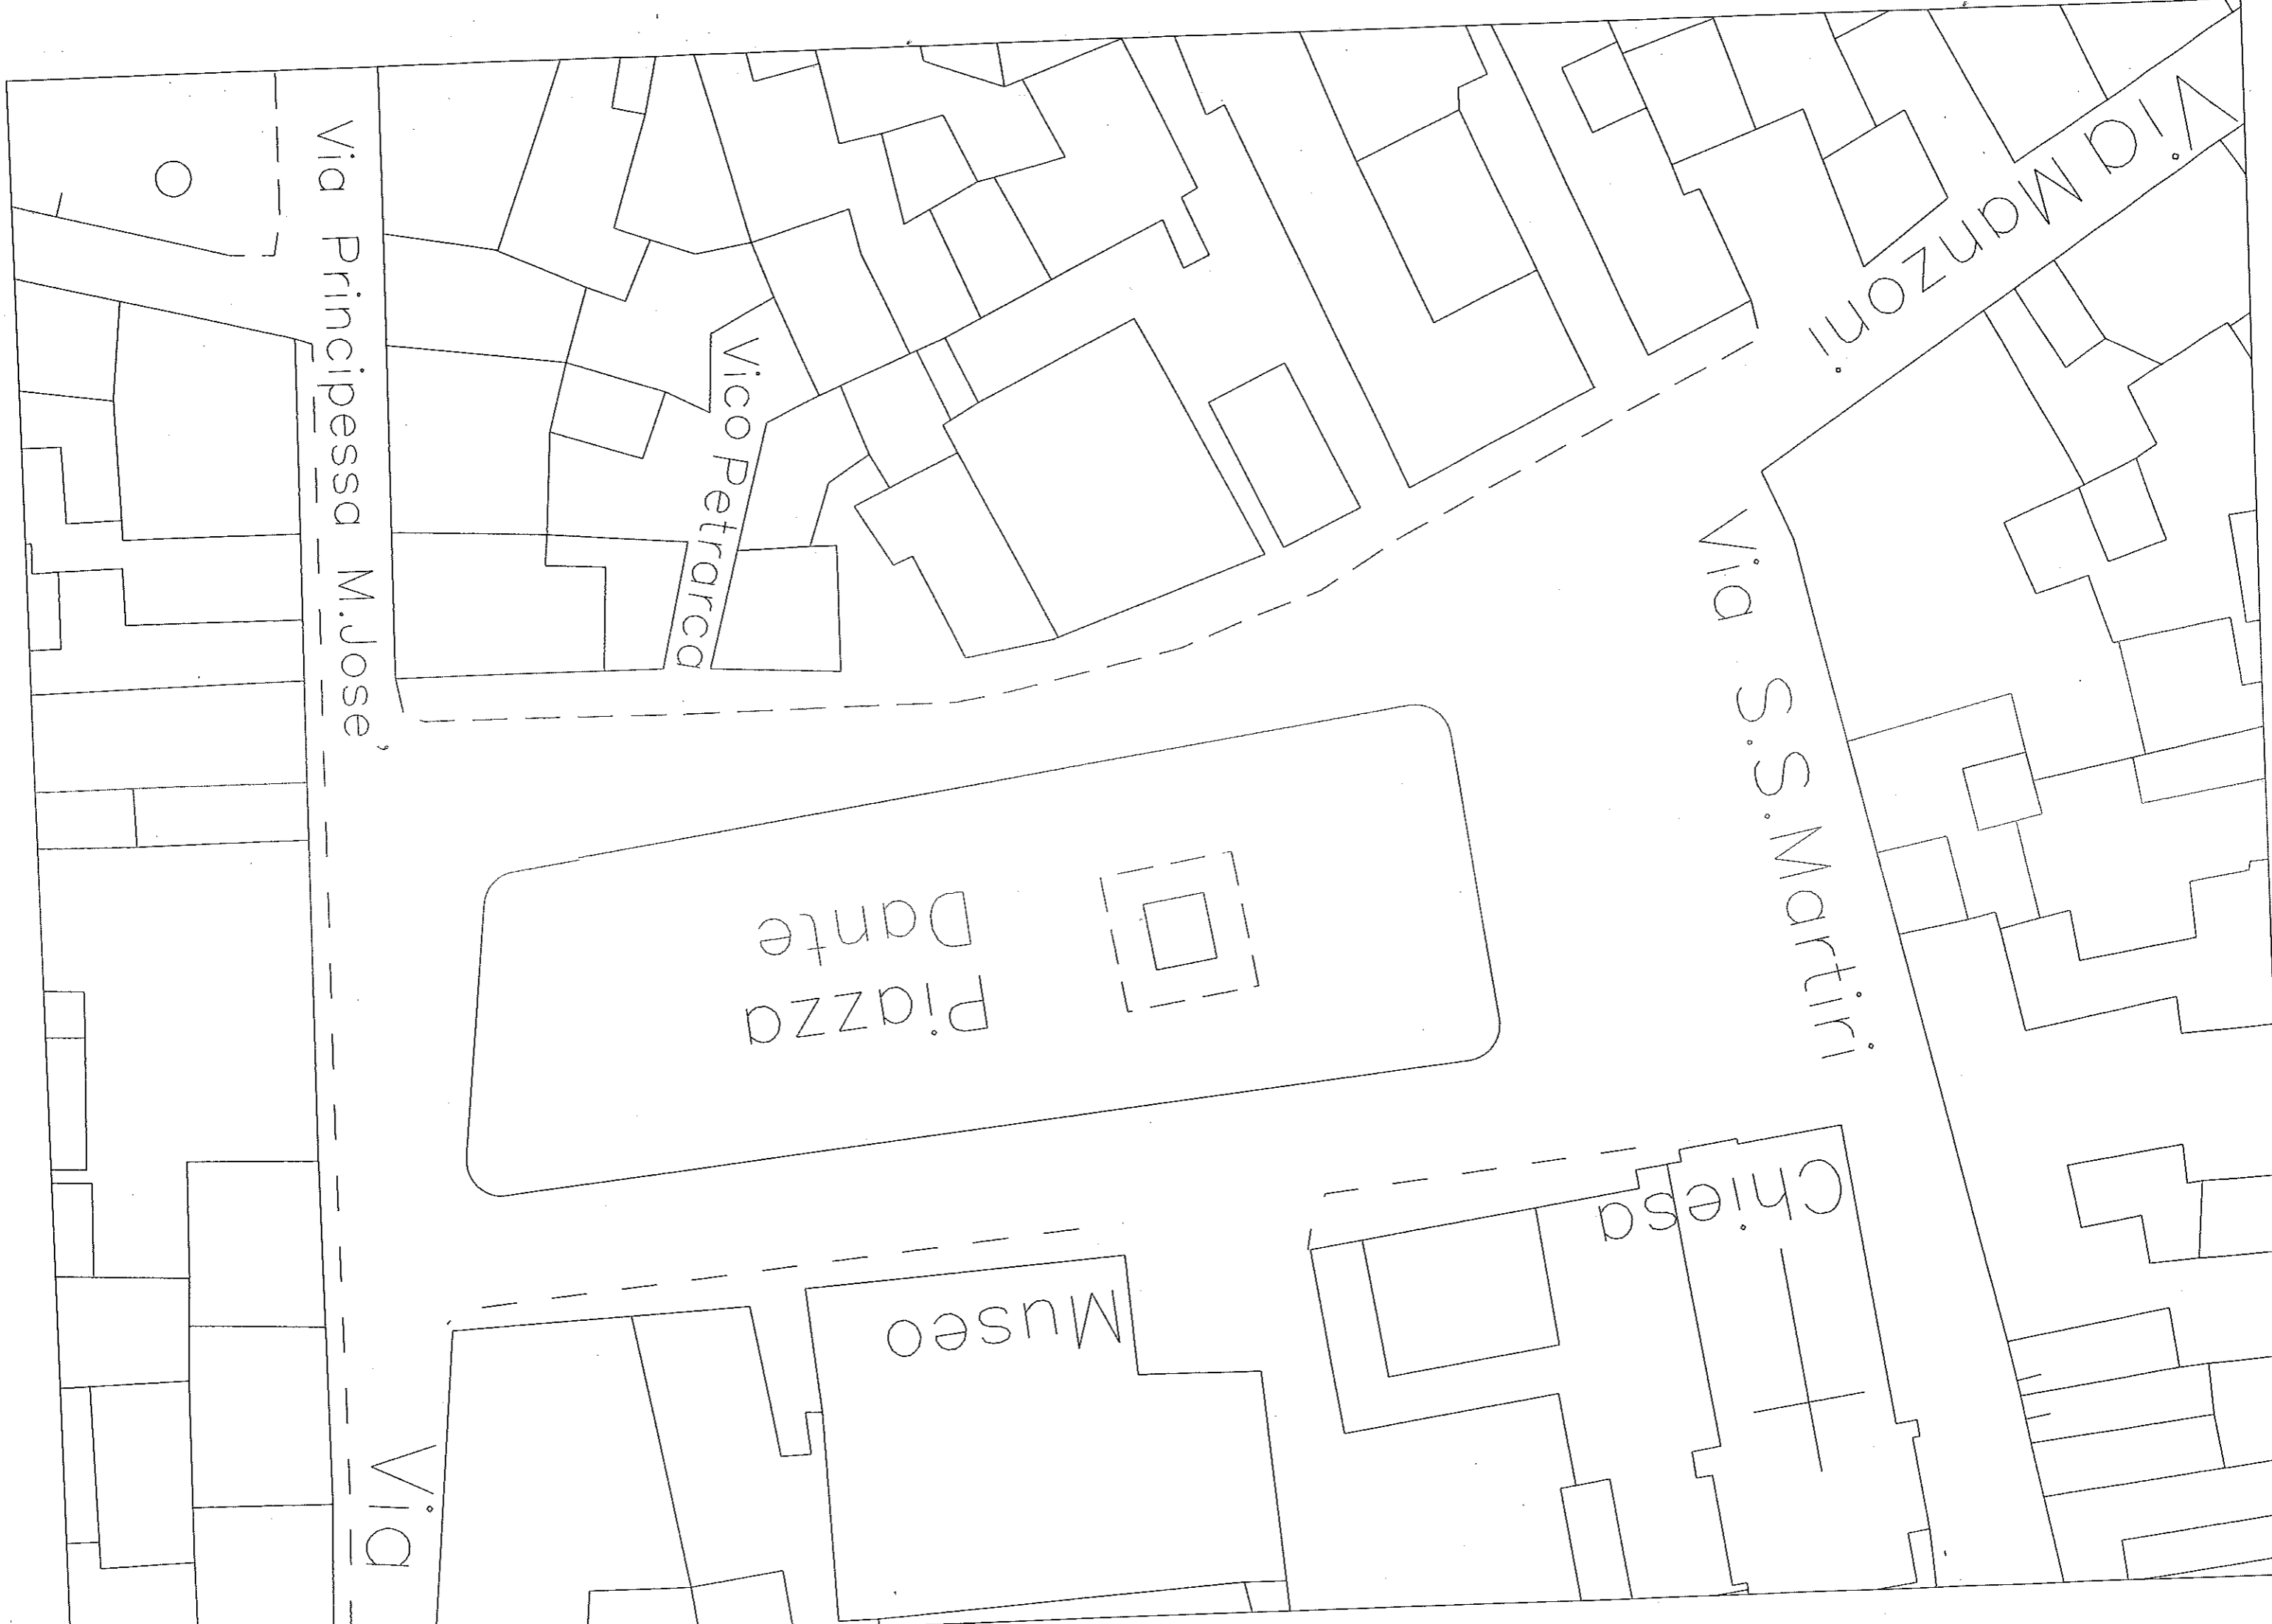 Via Principessa M.Jose'
Vico Petrarca
Via Manzoni
Via S.S.Martiri
Piazza
Dante
Chiesa
Museo
Via